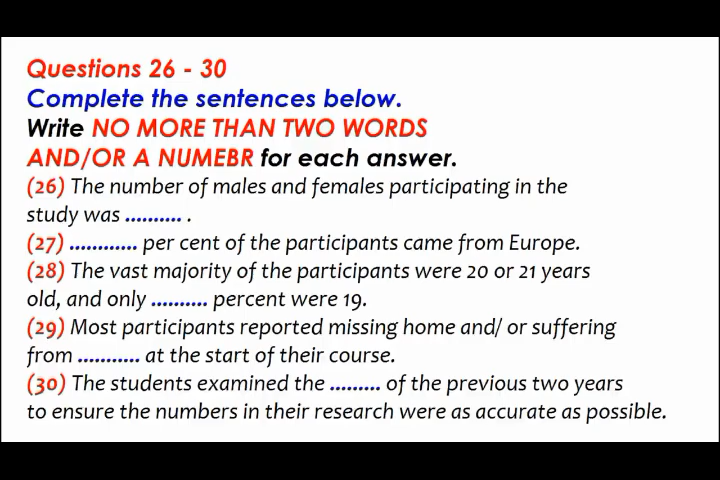 Questions 26 - 30
Complete the sentences below.
Write NO MORE THAN TWO WORDS
AND/OR A NUMEBR for each answer.
(26) The number of males and females participating in the
study was .......... .
(27) ............ per cent of the participants came from Europe.
(28) The vast majority of the participants were 20 or 21 years
old, and only .......... percent were 19.
(29) Most participants reported missing home and/ or suffering
from ........... at the start of their course.
(30) The students examined the ......... of the previous two years
to ensure the numbers in their research were as accurate as possible.